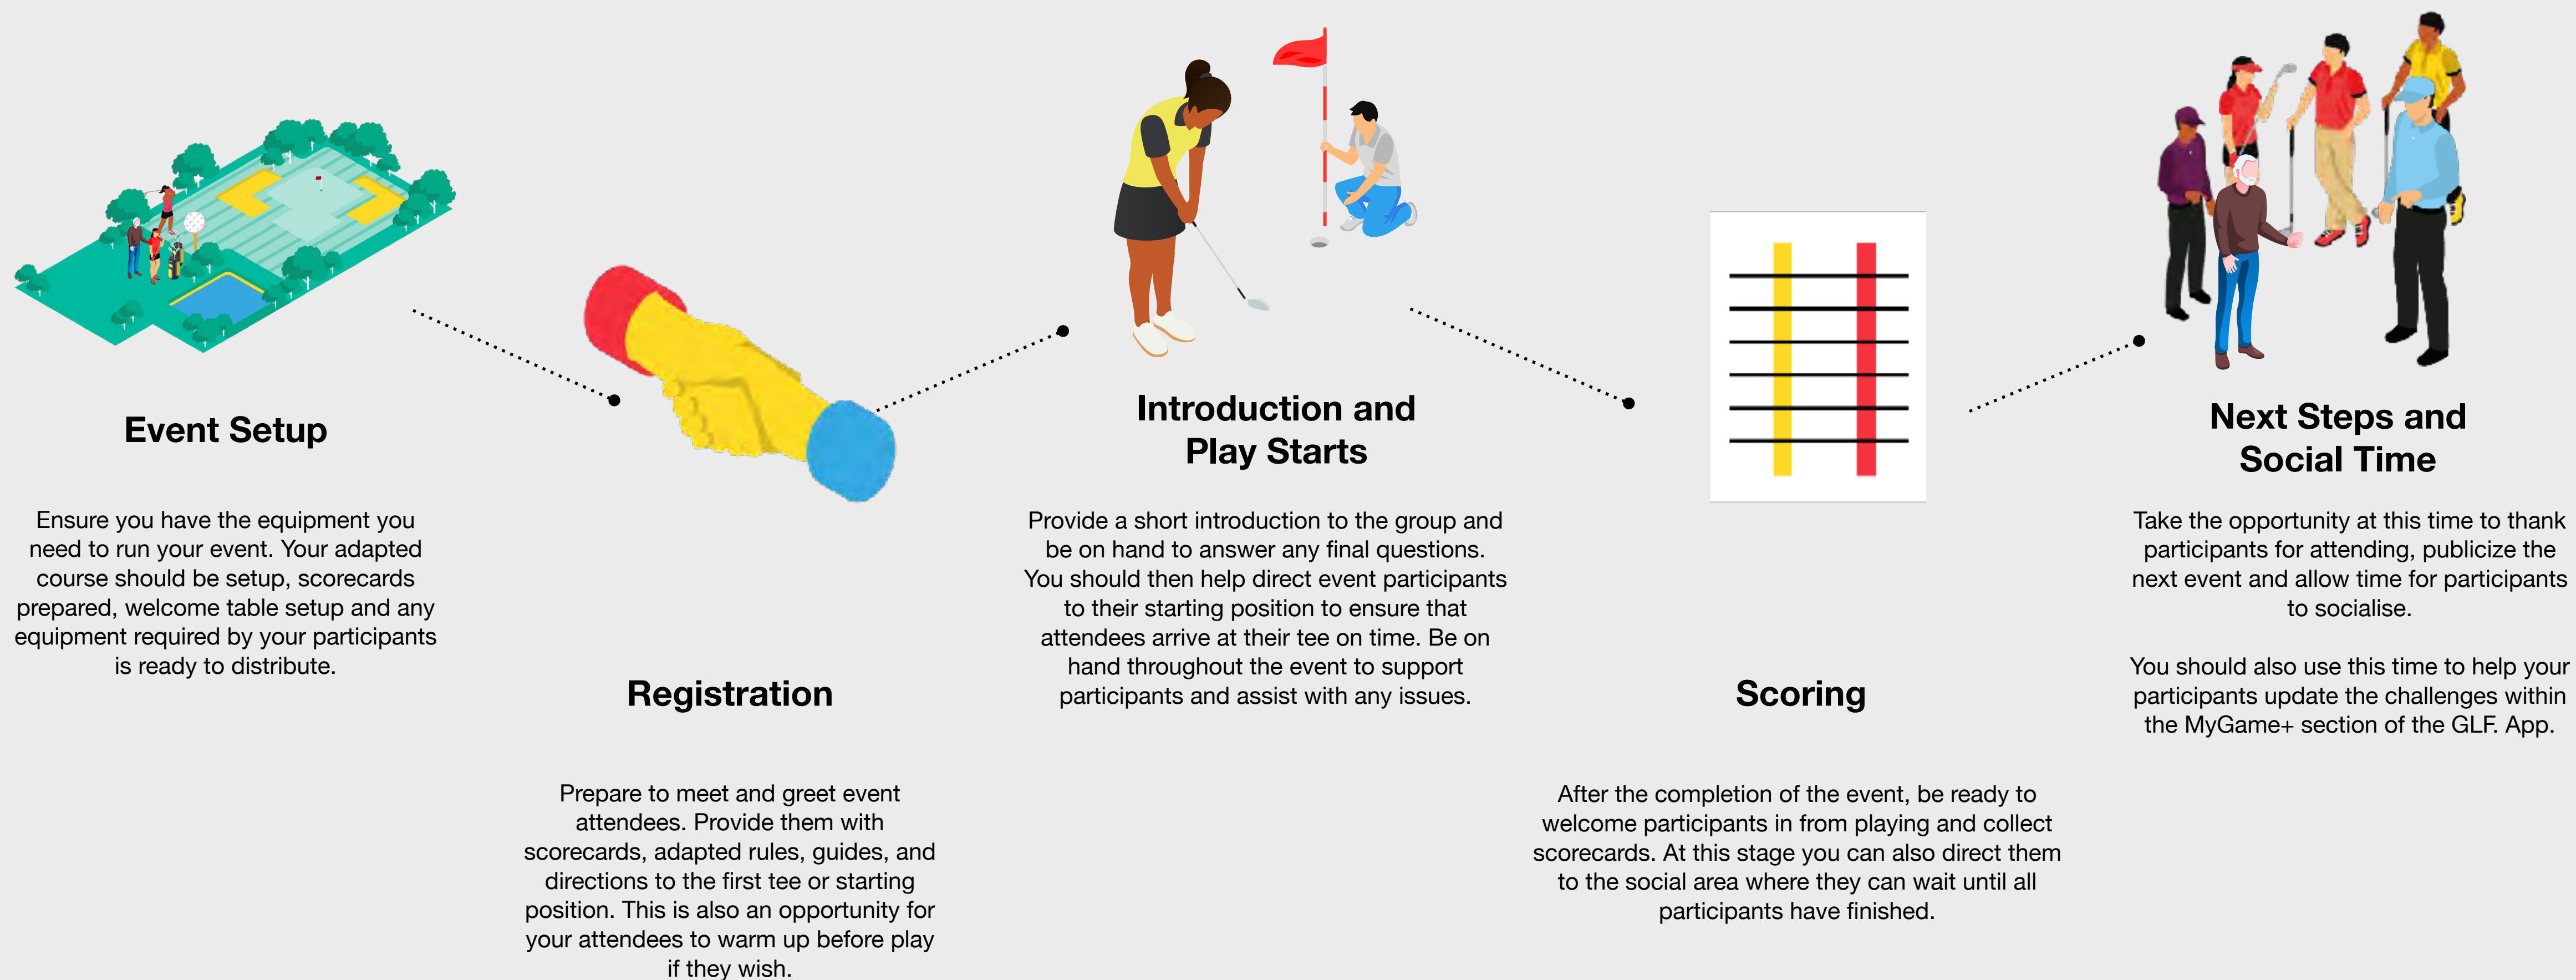 Event Setup
Ensure you have the equipment you
need to run your event. Your adapted
course should be setup, scorecards
prepared, welcome table setup and any
equipment required by your participants
is ready to distribute.
Registration
Prepare to meet and greet event
attendees. Provide them with
scorecards, adapted rules, guides, and
directions to the first tee or starting
position. This is also an opportunity for
your attendees to warm up before play
if they wish.
Introduction and
Play Starts
Provide a short introduction to the group and
be on hand to answer any final questions.
You should then help direct event participants
to their starting position to ensure that
attendees arrive at their tee on time. Be on
hand throughout the event to support
participants and assist with any issues.
Scoring
After the completion of the event, be ready to
welcome participants in from playing and collect
scorecards. At this stage you can also direct them
to the social area where they can wait until all
participants have finished.
Next Steps and
Social Time
Take the opportunity at this time to thank
participants for attending, publicize the
next event and allow time for participants
to socialise.
You should also use this time to help your
participants update the challenges within
the MyGame+ section of the GLF. App.